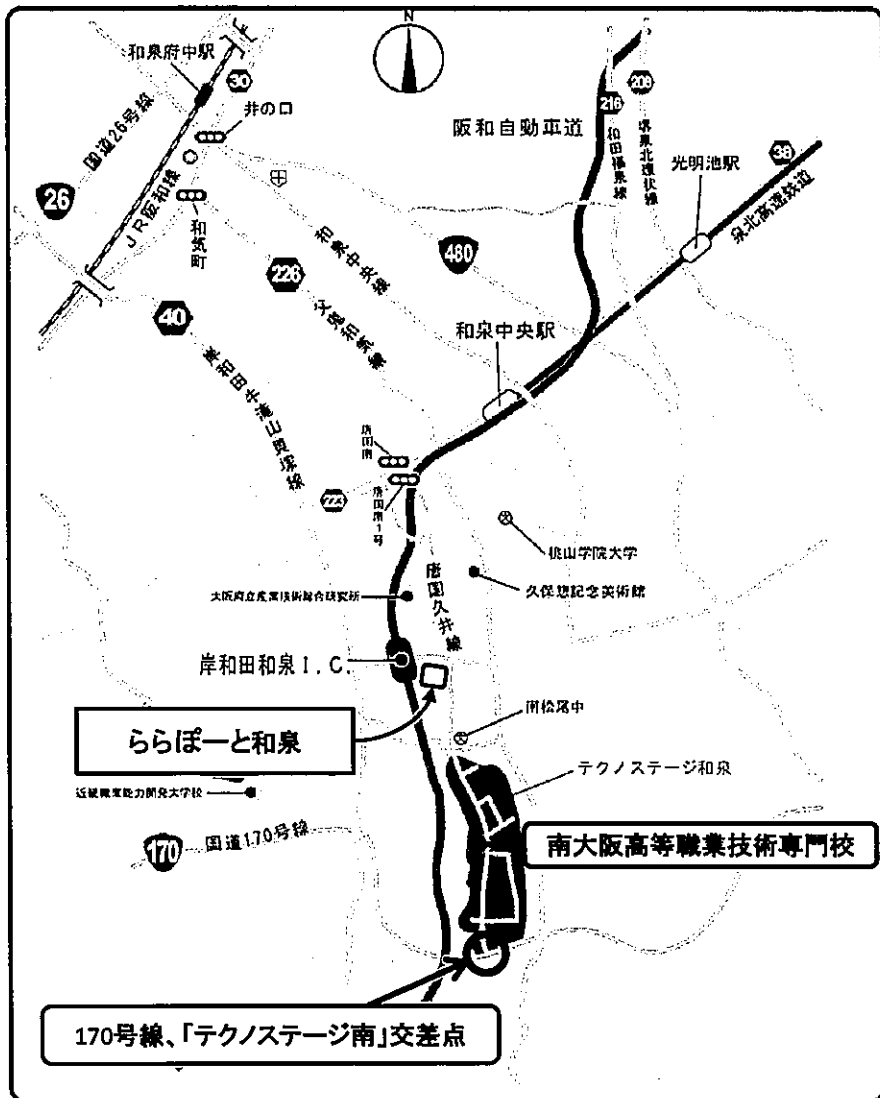 N
和泉府中駅
30
井の口
国道26号線
26
JR阪和線
和気町
阪和自動車道
216
208
和田福泉線
堺泉北環状線
光明池駅
38
泉北高速鉄道
480
和泉中央線
226
父鬼和気線
40
岸和田牛滝山貝塚線
和泉中央駅
唐国南
唐国南1号
223
桃山学院大学
久保惣記念美術館
唐国久井線
大阪府立産業技術総合研究所
岸和田和泉I.C.
ららぽーと和泉
南松尾中
テクノステージ和泉
近畿職業能力開発大学校
170
国道170号線
南大阪高等職業技術専門校
170号線、「テクノステージ南」交差点